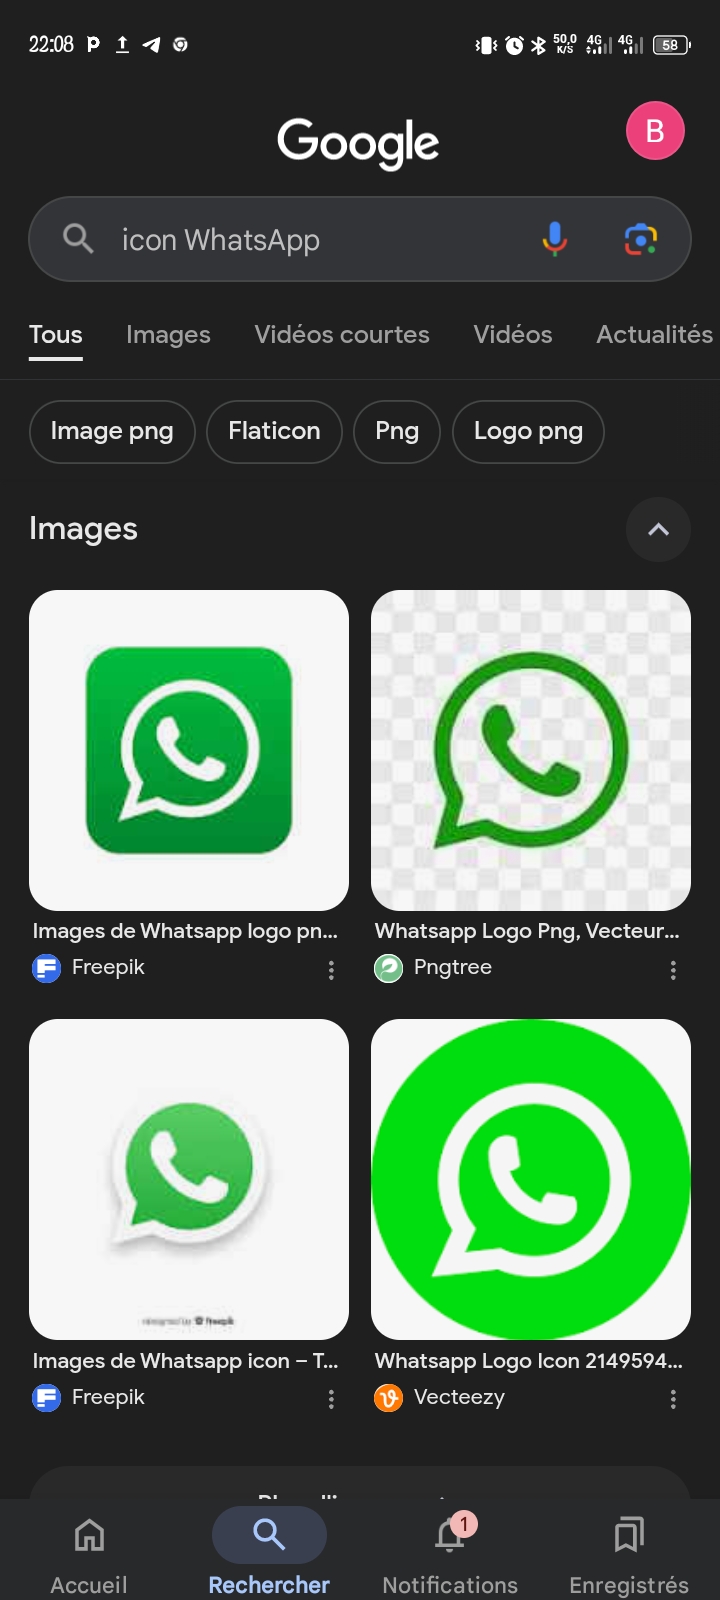 22:08
50,0 K/S 4G 4G 58
Google
B
icon WhatsApp
Tous Images Vidéos courtes Vidéos Actualités
Image png Flaticon Png Logo png
Images
Images de Whatsapp logo pn... Whatsapp Logo Png, Vecteur...
Freepik Pngtree
designed by freepik
Images de Whatsapp icon – T... Whatsapp Logo Icon 2149594...
Freepik Vecteezy
1
Accueil Rechercher Notifications Enregistrés